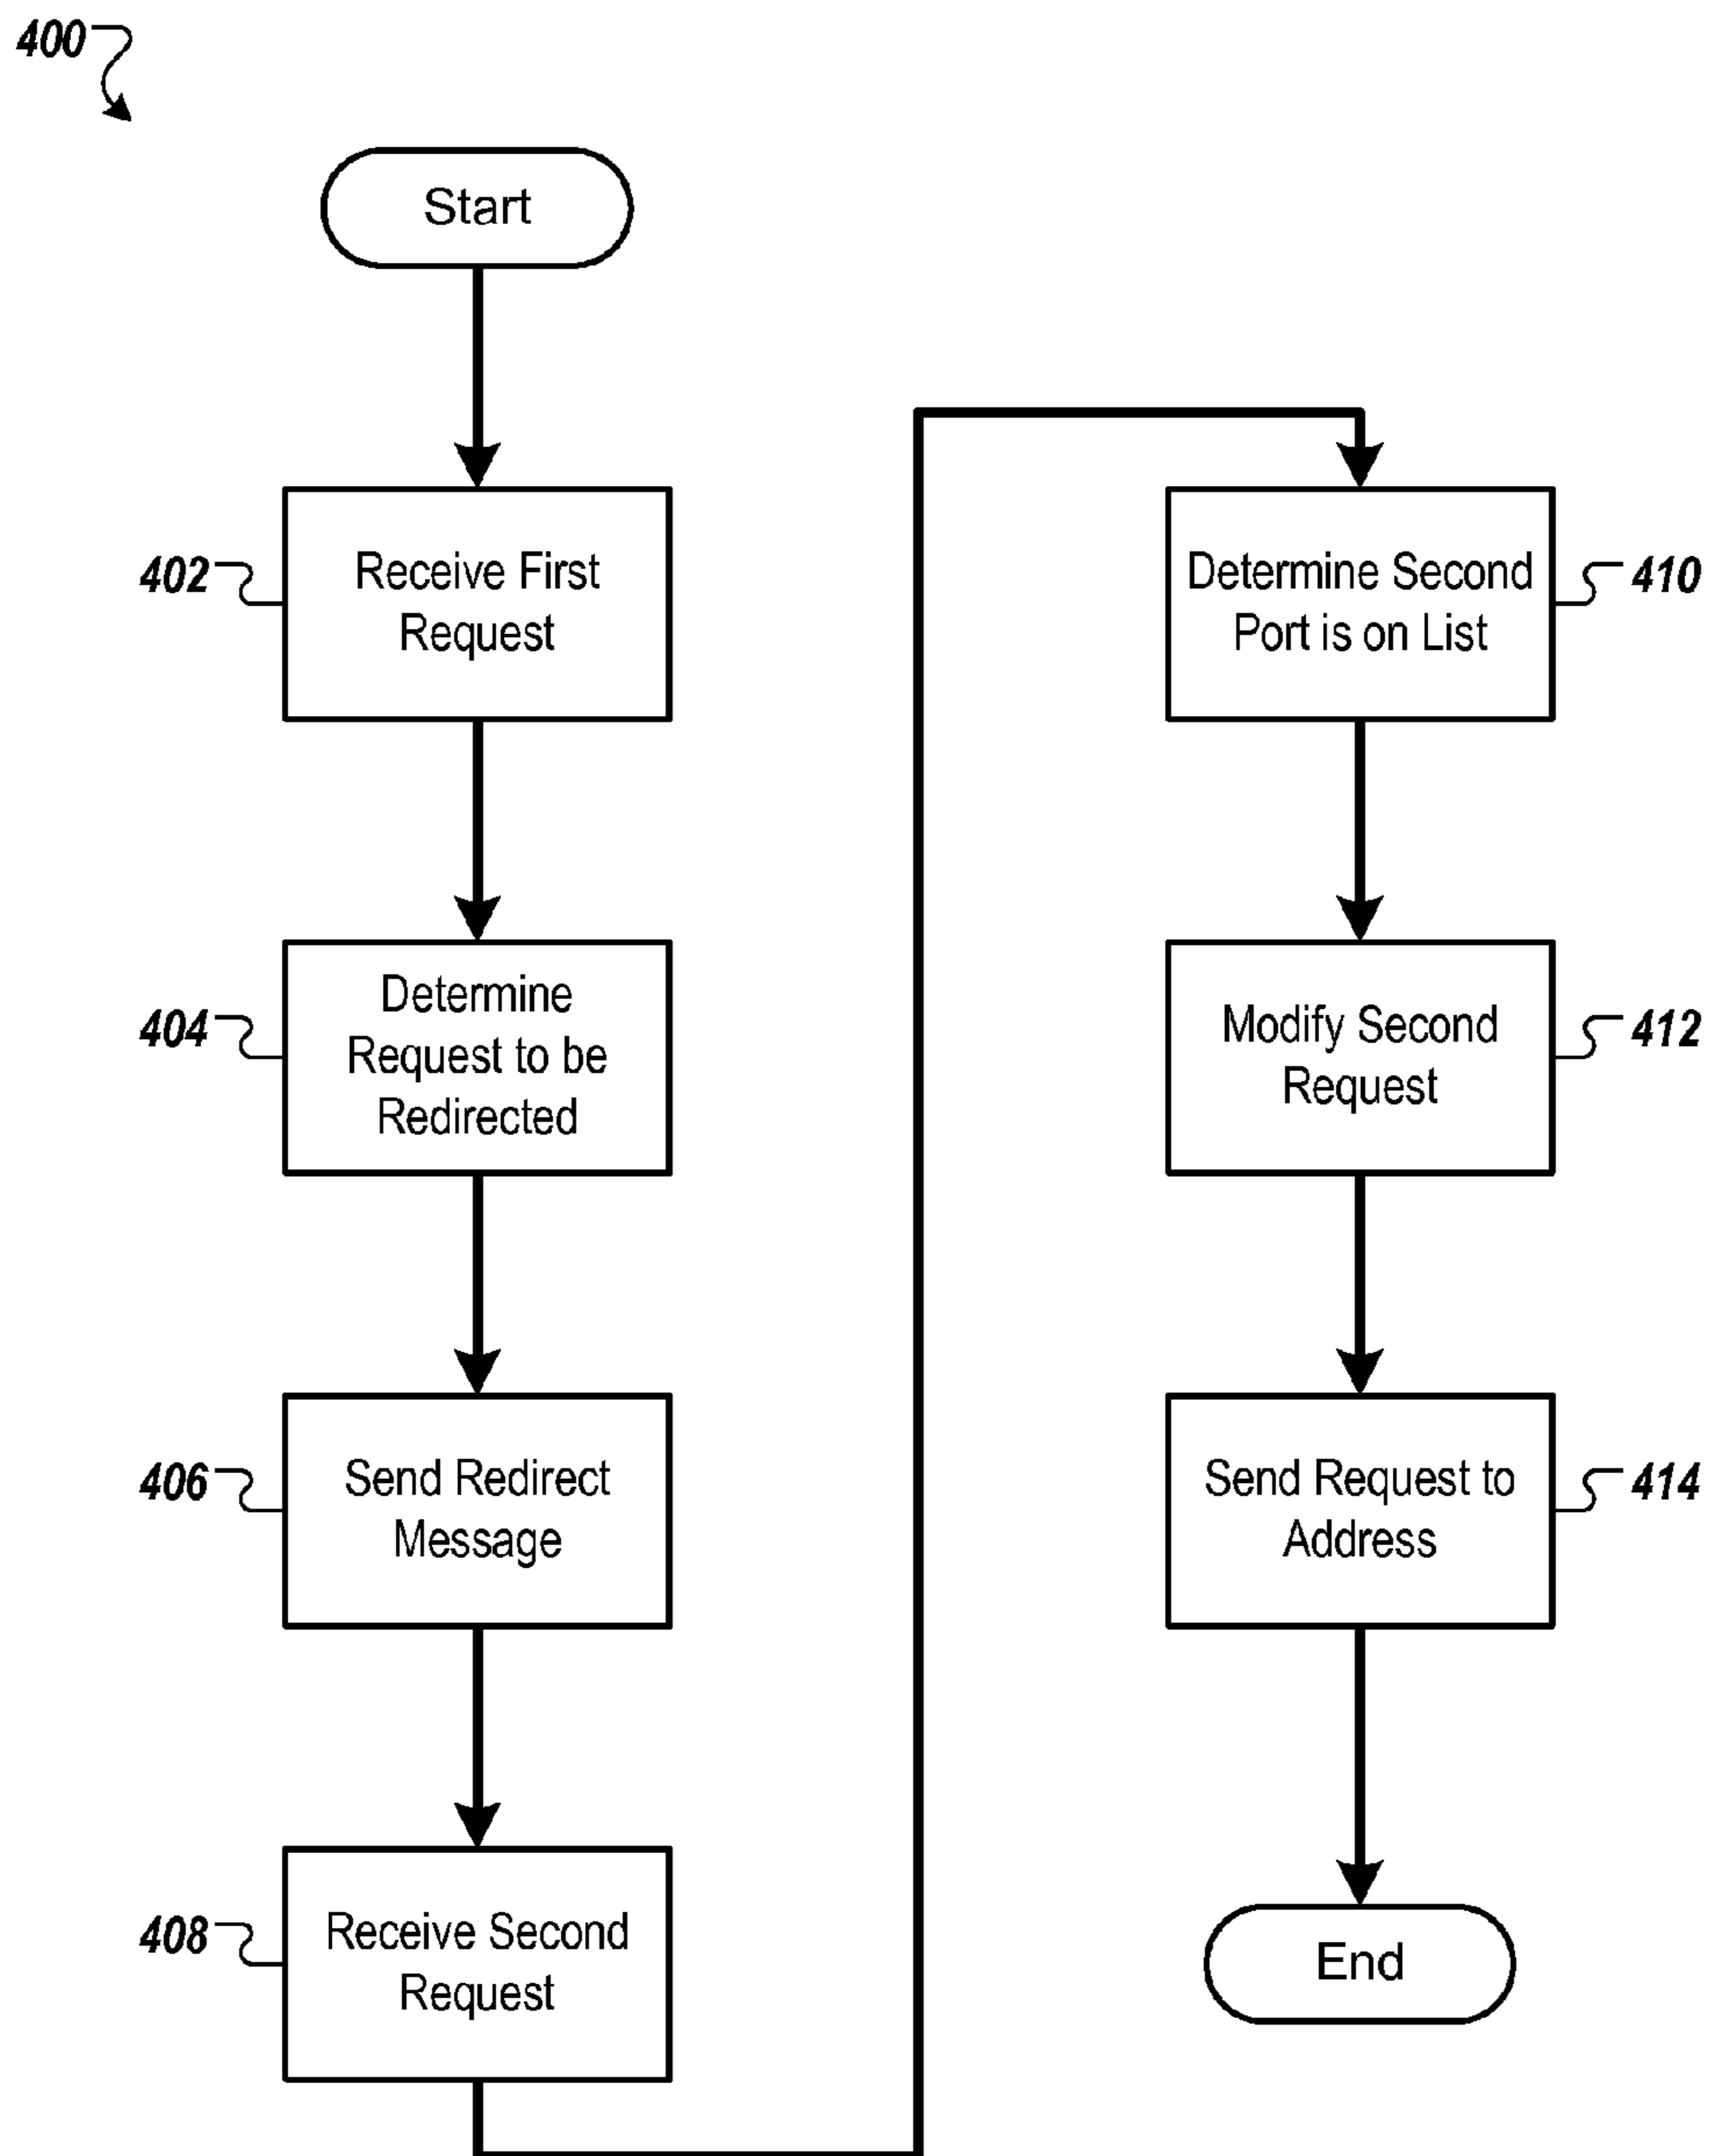 400
Start
402
Receive First
Request
404
Determine
Request to be
Redirected
406
Send Redirect
Message
408
Receive Second
Request
Determine Second
Port is on List
410
Modify Second
Request
412
Send Request to
Address
414
End